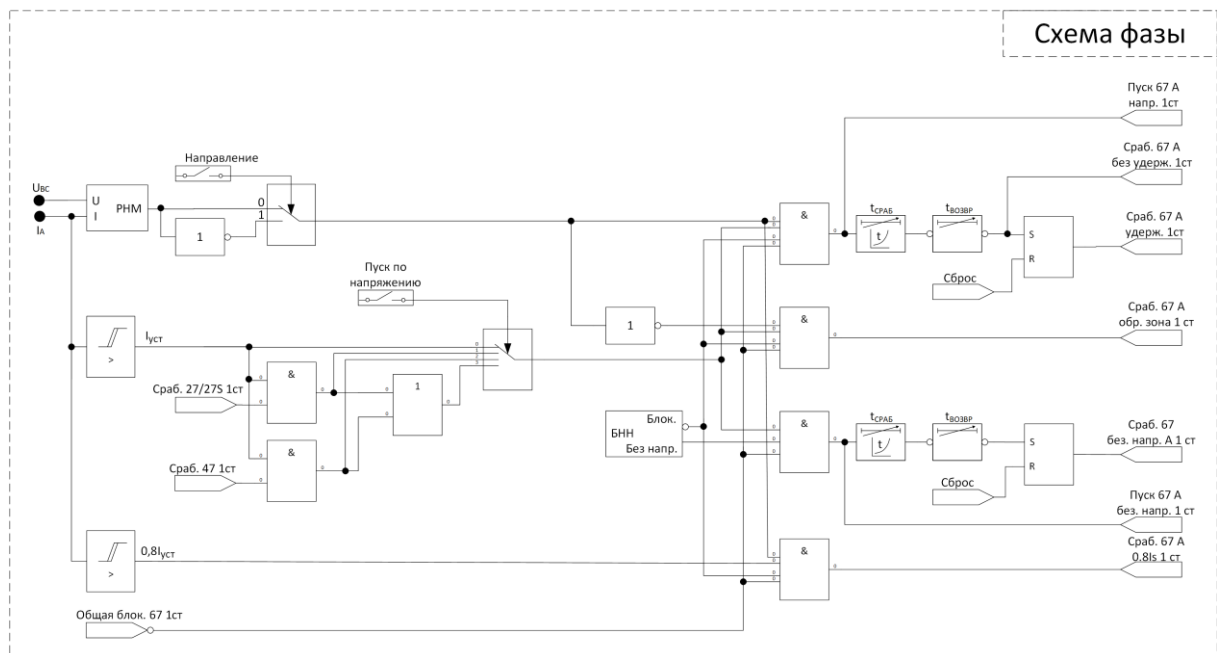 Схема фазы
Пуск 67 А
напр. 1ст
Направление
Сраб. 67 А
без удерж. 1ст
UВС
U
I
РНМ
IА
0
1
1
&
tСРАБ
t
tВОЗВР
S
R
Сраб. 67 А
удерж. 1ст
Сброс
Пуск по
напряжению
1
&
Сраб. 67 А
обр. зона 1 ст
>
Iуст
Сраб. 27/27S 1ст
&
1
Сраб. 47 1ст
&
Блок.
БНН
Без напр.
&
tСРАБ
t
tВОЗВР
S
R
Сраб. 67
без. напр. А 1 ст
Сброс
Пуск 67 А
без. напр. 1 ст
>
0,8Iуст
&
Сраб. 67 А
0.8Is 1 ст
Общая блок. 67 1ст